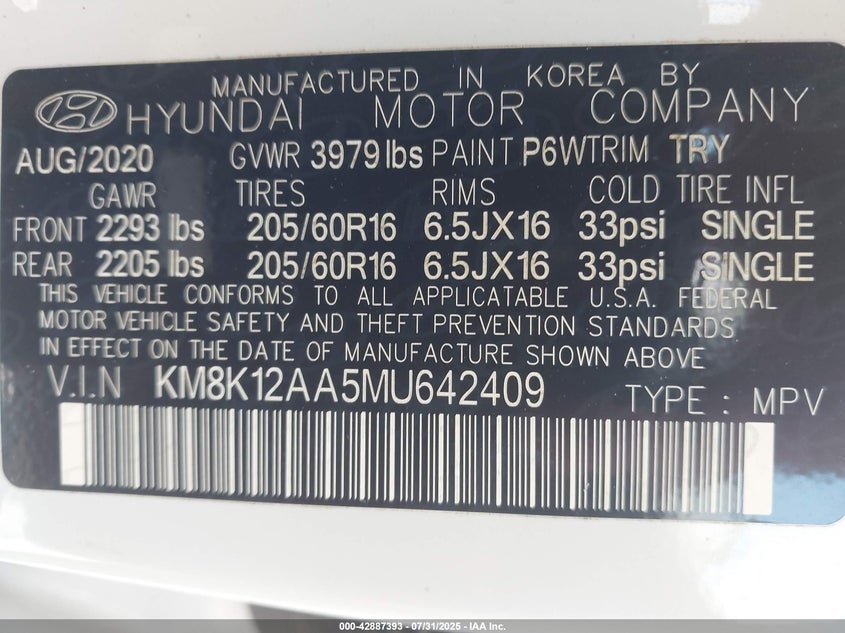 MANUFACTURED IN KOREA BY
HYUNDAI MOTOR COMPANY
AUG/2020 GVWR 3979 lbs PAINT P6W TRIM TRY
GAWR TIRES RIMS COLD TIRE INFL
FRONT 2293 lbs 205/60R16 6.5JX16 33psi SINGLE
REAR 2205 lbs 205/60R16 6.5JX16 33psi SINGLE
THIS VEHICLE CONFORMS TO ALL APPLICATABLE U.S.A. FEDERAL
MOTOR VEHICLE SAFETY AND THEFT PREVENTION STANDARDS
IN EFFECT ON THE DATE OF MANUFACTURE SHOWN ABOVE
V.I.N KM8K12AA5MU642409 TYPE : MPV
000-42887393 - 07/31/2025 - IAA Inc.